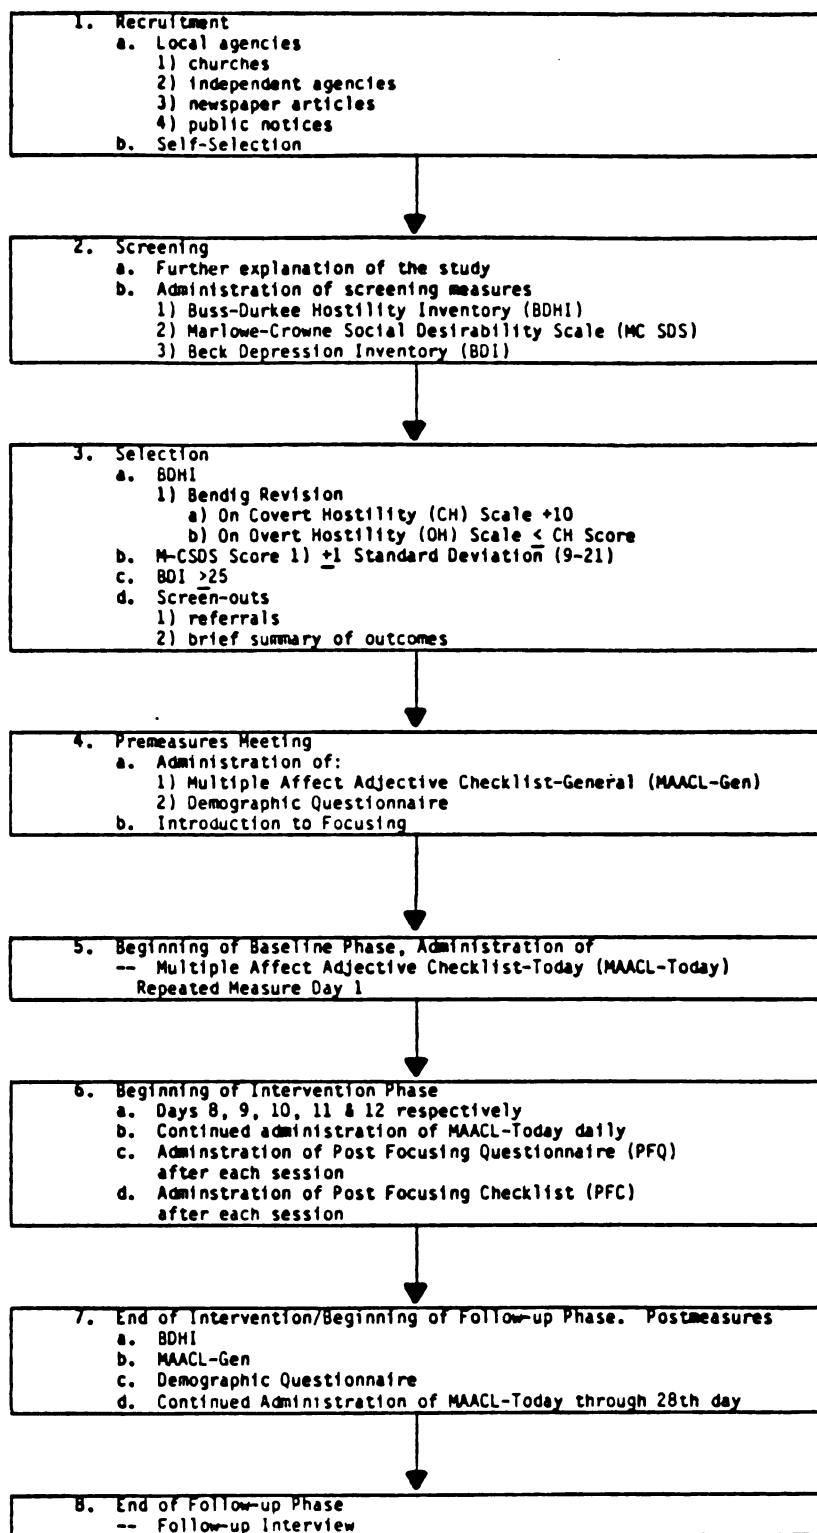 1. Recruitment
a. Local agencies
1) churches
2) independent agencies
3) newspaper articles
4) public notices
b. Self-Selection
2. Screening
a. Further explanation of the study
b. Administration of screening measures
1) Buss-Durkee Hostility Inventory (BDHI)
2) Marlowe-Crowne Social Desirability Scale (MC SDS)
3) Beck Depression Inventory (BDI)
3. Selection
a. BDHI
1) Bendig Revision
a) On Covert Hostility (CH) Scale +10
b) On Overt Hostility (OH) Scale ≤ CH Score
b. M-CSDS Score 1) ±1 Standard Deviation (9-21)
c. BDI ≥25
d. Screen-outs
1) referrals
2) brief summary of outcomes
4. Premeasures Meeting
a. Administration of:
1) Multiple Affect Adjective Checklist-General (MAACL-Gen)
2) Demographic Questionnaire
b. Introduction to Focusing
5. Beginning of Baseline Phase, Administration of
-- Multiple Affect Adjective Checklist-Today (MAACL-Today)
Repeated Measure Day 1
6. Beginning of Intervention Phase
a. Days 8, 9, 10, 11 & 12 respectively
b. Continued administration of MAACL-Today daily
c. Adminstration of Post Focusing Questionnaire (PFQ)
after each session
d. Adminstration of Post Focusing Checklist (PFC)
after each session
7. End of Intervention/Beginning of Follow-up Phase. Postmeasures
a. BDHI
b. MAACL-Gen
c. Demographic Questionnaire
d. Continued Administration of MAACL-Today through 28th day
8. End of Follow-up Phase
-- Follow-up Interview